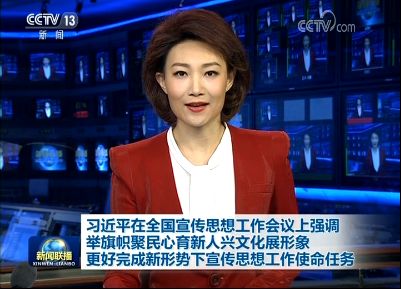 CCTV 13
新闻
CCTV.com
习近平在全国宣传思想工作会议上强调
举旗帜聚民心育新人兴文化展形象
更好完成新形势下宣传思想工作使命任务
新闻联播
XINWEN LIANBO